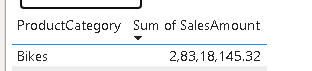 ProductCategory Sum of SalesAmount
Bikes 2,83,18,145.32